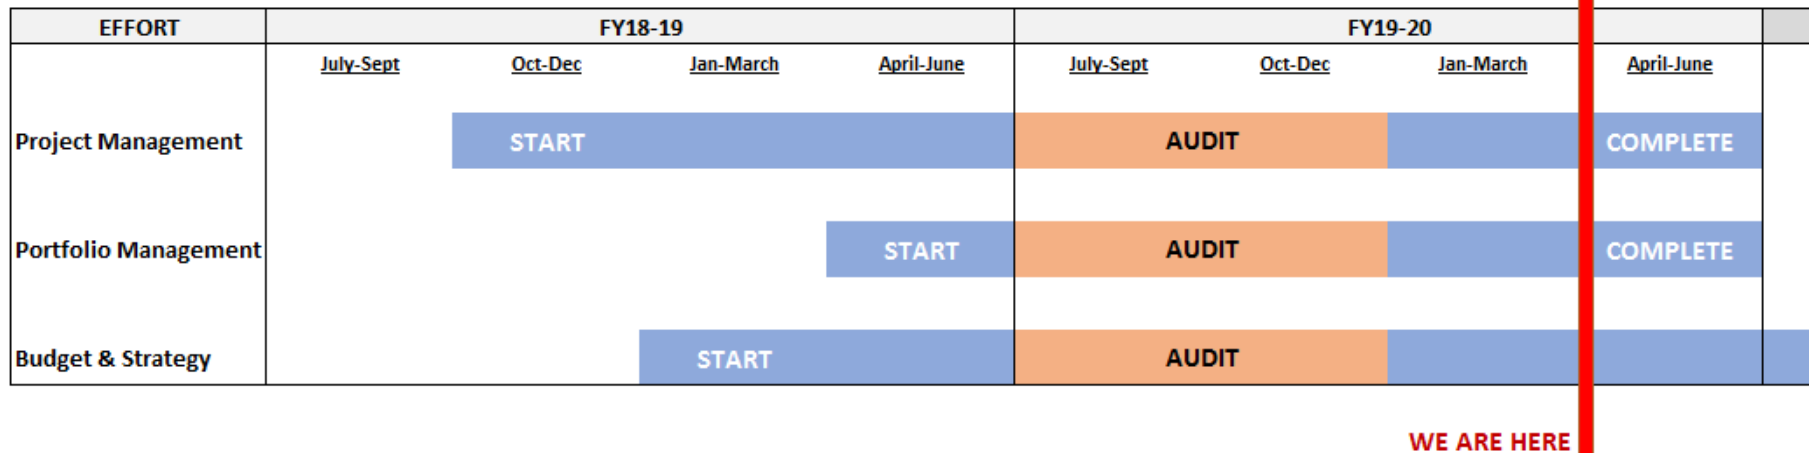 EFFORT FY18-19 FY19-20
July-Sept Oct-Dec Jan-March April-June July-Sept Oct-Dec Jan-March April-June
Project Management START AUDIT COMPLETE
Portfolio Management START AUDIT COMPLETE
Budget & Strategy START AUDIT
WE ARE HERE